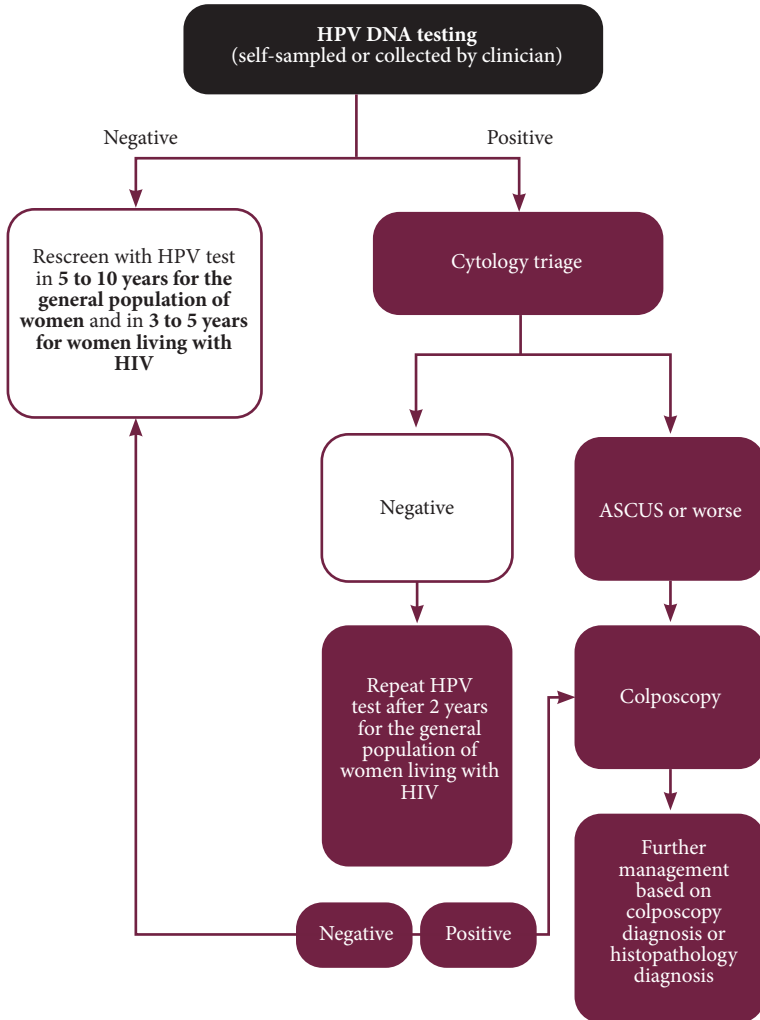 HPV DNA testing
(self-sampled or collected by clinician)
Negative
Positive
Rescreen with HPV test
in 5 to 10 years for the
general population of
women and in 3 to 5 years
for women living with
HIV
Cytology triage
Negative
ASCUS or worse
Repeat HPV
test after 2 years
for the general
population of
women living with
HIV
Colposcopy
Further
management
based on
colposcopy
diagnosis or
histopathology
diagnosis
Negative
Positive